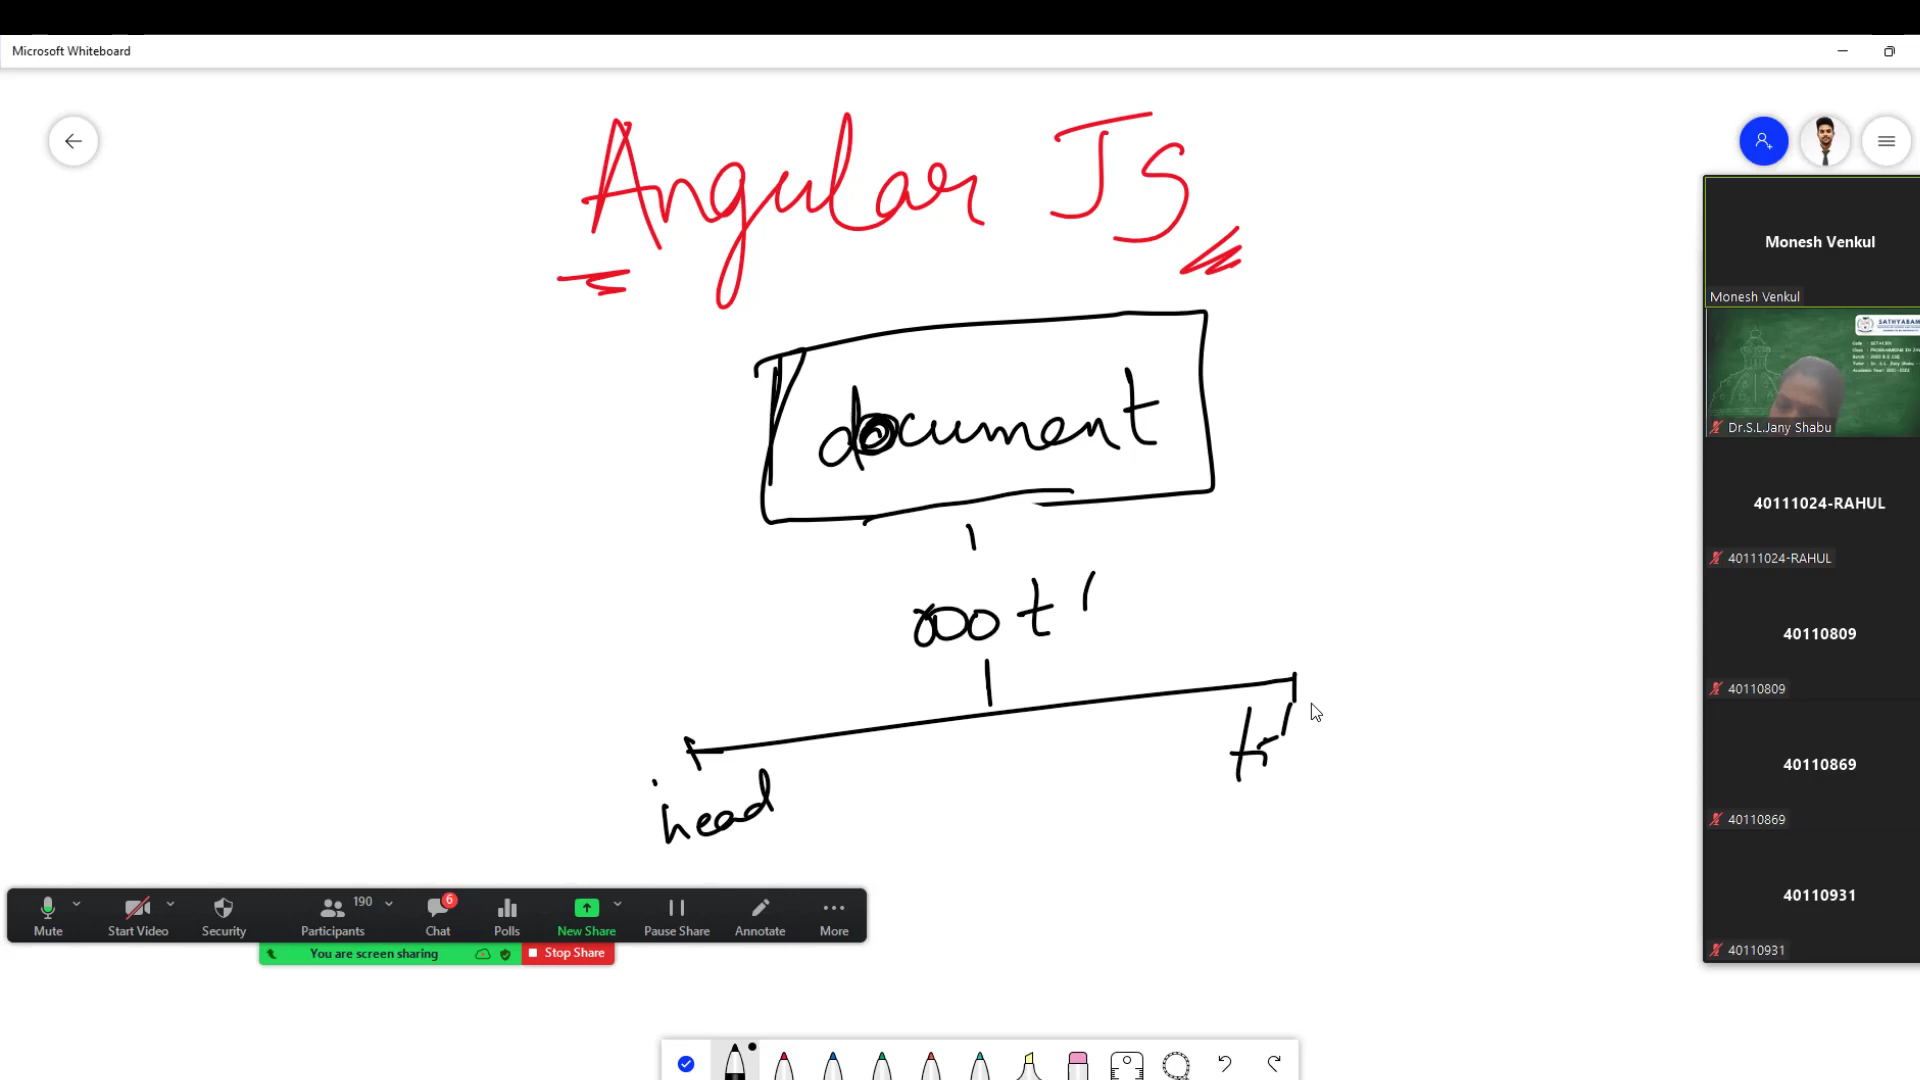 Microsoft Whiteboard
Angular JS
document
root
head
tr
Monesh Venkul
Monesh Venkul
SATHYABAM
Dr.S.L.Jany Shabu
40111024-RAHUL
40111024-RAHUL
40110809
40110809
40110869
40110869
40110931
40110931
190
6
Mute
Start Video
Security
Participants
Chat
Polls
New Share
Pause Share
Annotate
More
You are screen sharing
Stop Share